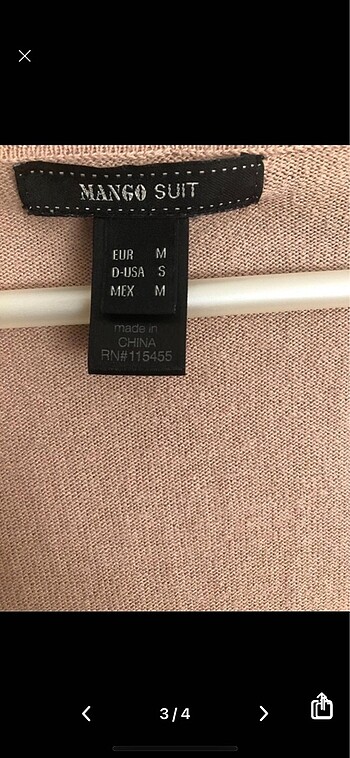 MANGO SUIT
EUR M
D-USA S
MEX M
made in
CHINA
RN#115455
3/4